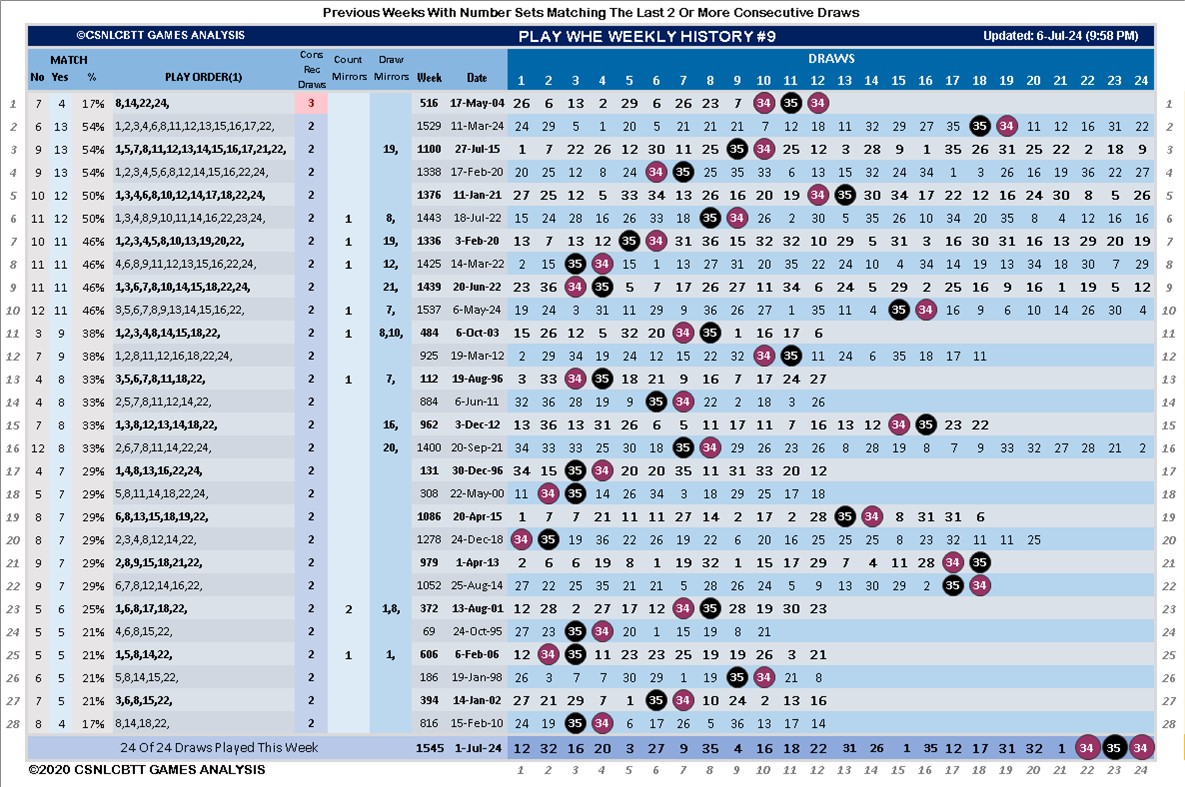 Previous Weeks With Number Sets Matching The Last 2 Or More Consecutive Draws
©CSNLCBTT GAMES ANALYSIS PLAY WHE WEEKLY HISTORY #9 Updated: 6-Jul-24 (9:58 PM)
MATCH Cons Rec Draws Count Mirrors Draw Mirrors DRAWS
No Yes % PLAY ORDER(1) Week Date 1 2 3 4 5 6 7 8 9 10 11 12 13 14 15 16 17 18 19 20 21 22 23 24
1 7 4 17% 8,14,22,24, 3 516 17-May-04 26 6 13 2 29 6 26 23 7 34 35 34 1
2 6 13 54% 1,2,3,4,6,8,11,12,13,15,16,17,22, 2 1529 11-Mar-24 24 29 5 1 20 5 21 21 21 7 12 18 11 32 29 27 35 35 34 11 12 16 31 22 2
3 9 13 54% 1,5,7,8,11,12,13,14,15,16,17,21,22, 2 19, 1100 27-Jul-15 1 7 22 26 12 30 11 25 35 34 25 12 3 28 9 1 35 26 31 25 22 2 18 9 3
4 9 13 54% 1,2,3,4,5,6,8,12,14,15,16,22,24, 2 1338 17-Feb-20 20 25 12 8 24 34 35 25 35 33 6 13 15 32 24 34 1 3 26 16 19 36 22 27 4
5 10 12 50% 1,3,4,6,8,10,12,14,17,18,22,24, 2 1376 11-Jan-21 27 25 12 5 33 34 13 26 16 20 19 34 35 30 34 17 22 12 16 24 30 8 5 26 5
6 11 12 50% 1,3,4,8,9,10,11,14,16,22,23,24, 2 1 8, 1443 18-Jul-22 15 24 28 16 26 33 18 35 34 26 2 30 5 35 26 10 34 20 35 8 4 12 16 16 6
7 10 11 46% 1,2,3,4,5,8,10,13,19,20,22, 2 1 19, 1336 3-Feb-20 13 7 13 12 35 34 31 36 15 32 32 10 29 5 31 3 16 30 31 16 13 29 20 19 7
8 11 11 46% 4,6,8,9,11,12,13,15,16,22,24, 2 1 12, 1425 14-Mar-22 2 15 35 34 15 1 13 27 31 20 35 22 24 10 4 34 14 19 19 34 18 30 7 29 8
9 11 11 46% 1,3,6,7,8,10,14,15,18,22,24, 2 21, 1439 20-Jun-22 23 36 34 35 5 7 17 26 27 11 34 6 24 5 29 2 25 16 9 16 1 19 5 12 9
10 12 11 46% 3,5,6,7,8,9,13,14,15,16,22, 2 1 7, 1537 6-May-24 19 24 3 31 11 29 9 36 26 27 1 35 11 4 35 34 16 9 6 10 14 26 30 4 10
11 3 9 38% 1,2,3,4,8,14,15,18,22, 2 1 8,10, 484 6-Oct-03 15 26 12 5 32 20 34 35 1 16 17 6 11
12 7 9 38% 1,2,8,11,12,16,18,22,24, 2 925 19-Mar-12 2 29 34 19 24 12 15 22 32 34 35 11 24 6 35 18 17 11 12
13 4 8 33% 3,5,6,7,8,11,18,22, 2 1 7, 112 19-Aug-96 3 33 34 35 18 21 9 16 7 17 24 27 13
14 4 8 33% 2,5,7,8,11,12,14,22, 2 884 6-Jun-11 32 36 28 19 9 35 34 22 2 18 3 26 14
15 7 8 33% 1,3,8,12,13,14,18,22, 2 16, 962 3-Dec-12 13 36 13 31 26 6 5 11 17 11 7 16 13 12 34 35 23 22 15
16 12 8 33% 2,6,7,8,11,14,22,24, 2 20, 1400 20-Sep-21 34 33 33 25 30 18 35 34 29 26 23 26 8 28 19 8 7 9 33 32 27 28 21 2 16
17 4 7 29% 1,4,8,13,16,22,24, 2 131 30-Dec-96 34 15 35 34 20 20 35 11 31 33 20 12 17
18 5 7 29% 5,8,11,14,18,22,24, 2 308 22-May-00 11 34 35 14 26 34 3 18 29 25 17 18 18
19 8 7 29% 6,8,13,15,18,19,22, 2 1086 20-Apr-15 1 7 7 21 11 11 27 14 2 17 2 28 35 34 8 31 31 6 19
20 8 7 29% 2,3,4,8,12,14,22, 2 1278 24-Dec-18 34 35 19 36 22 26 19 22 6 20 16 25 25 25 8 23 32 11 11 25 20
21 9 7 29% 2,8,9,15,18,21,22, 2 979 1-Apr-13 2 6 6 19 8 1 19 32 1 15 17 29 7 4 11 28 34 35 21
22 9 7 29% 6,7,8,12,14,16,22, 2 1052 25-Aug-14 27 22 25 35 21 21 5 28 26 24 5 9 13 30 29 2 35 34 22
23 5 6 25% 1,6,8,17,18,22, 2 2 1,8, 372 13-Aug-01 12 28 2 27 17 12 34 35 28 19 30 23 23
24 5 5 21% 4,6,8,15,22, 2 69 24-Oct-95 27 23 35 34 20 1 15 19 8 21 24
25 5 5 21% 1,5,8,14,22, 2 1 1, 606 6-Feb-06 12 34 35 11 23 23 25 19 19 26 3 21 25
26 6 5 21% 5,8,14,15,22, 2 186 19-Jan-98 26 3 7 7 30 29 1 19 35 34 21 8 26
27 7 5 21% 3,6,8,15,22, 2 394 14-Jan-02 27 21 29 7 1 35 34 10 24 2 13 16 27
28 8 4 17% 8,14,18,22, 2 816 15-Feb-10 24 19 35 34 6 17 26 5 36 13 17 14 28
24 Of 24 Draws Played This Week 1545 1-Jul-24 12 32 16 20 3 27 9 35 4 16 18 22 31 26 1 35 12 17 31 32 1 34 35 34
©2020 CSNLCBTT GAMES ANALYSIS 1 2 3 4 5 6 7 8 9 10 11 12 13 14 15 16 17 18 19 20 21 22 23 24